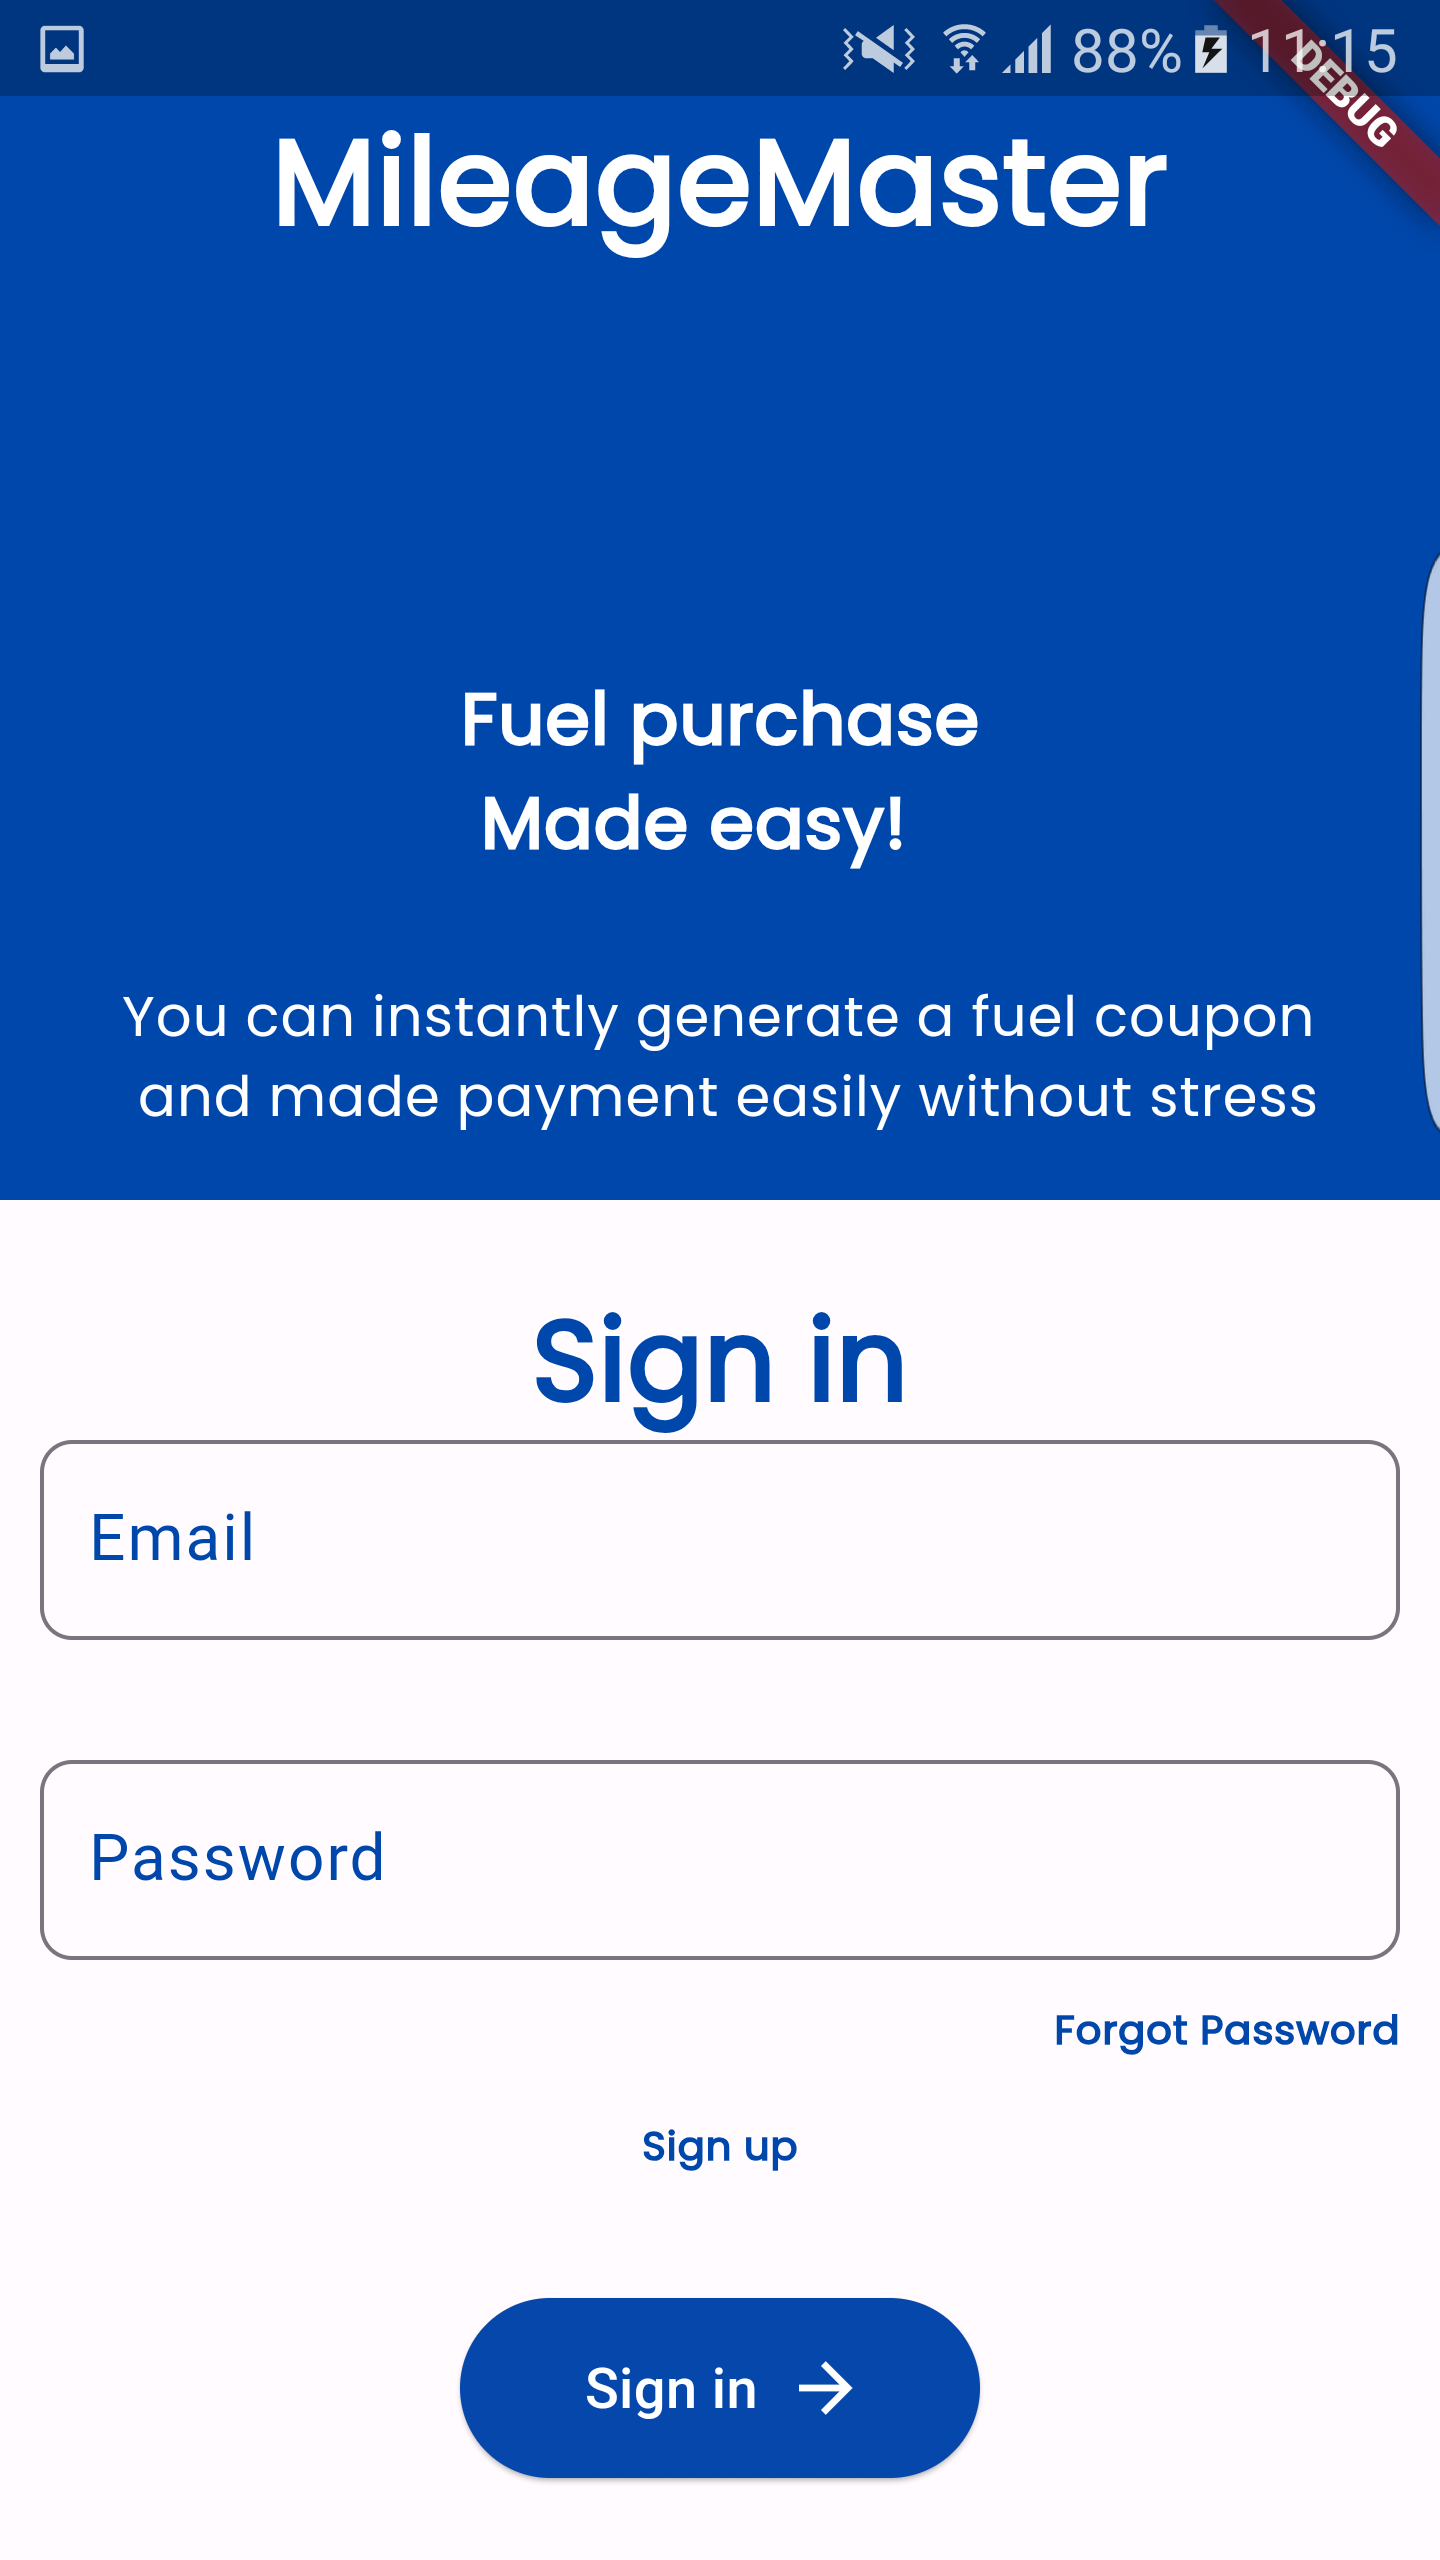 88% 11:15
DEBUG
MileageMaster
Fuel purchase
Made easy!
You can instantly generate a fuel coupon
and made payment easily without stress
Sign in
Email
Password
Forgot Password
Sign up
Sign in